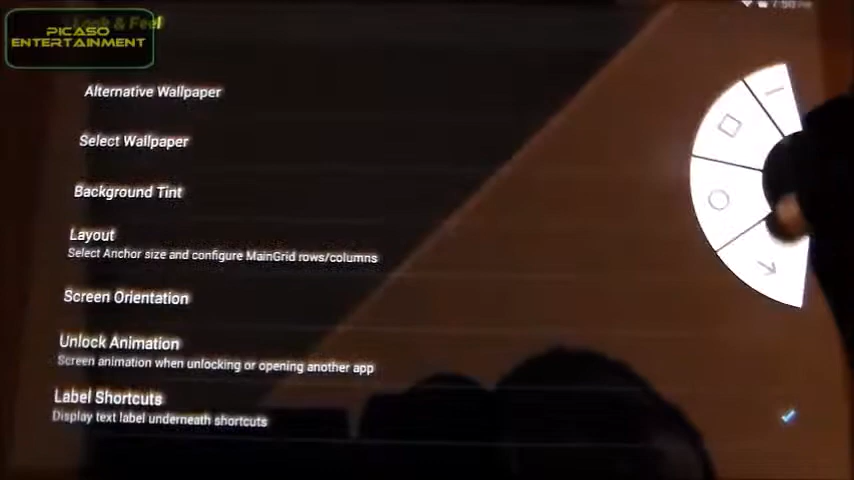 Look & Feel
PICASO
ENTERTAINMENT
Alternative Wallpaper
Select Wallpaper
Background Tint
Layout
Select Anchor size and configure MainGrid rows/columns
Screen Orientation
Unlock Animation
Screen animation when unlocking or opening another app
Label Shortcuts
Display text label underneath shortcuts